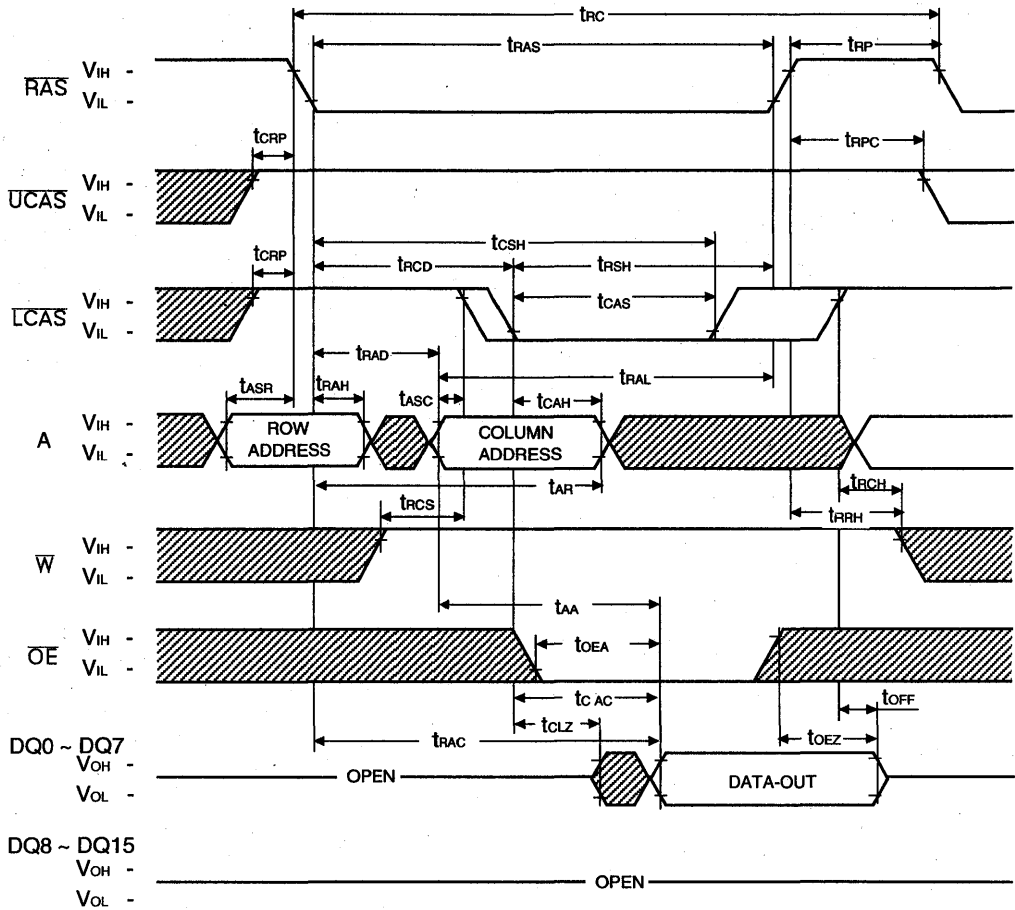 tRC
tRAS
tRP
RAS
VIH -
VIL -
tCRP
tRPC
UCAS
VIH -
VIL -
tCSH
tCRP
tRCD
tRSH
LCAS
VIH -
VIL -
tCAS
tRAD
tRAL
tASR
tRAH
tASC
tCAH
A
VIH -
VIL -
ROW
ADDRESS
COLUMN
ADDRESS
tAR
tRCH
tRCS
tRRH
W
VIH -
VIL -
tAA
OE
VIH -
VIL -
tOEA
tC AC
tOFF
tCLZ
tOEZ
tRAC
DQ0 ~ DQ7
VOH -
VOL -
OPEN
DATA-OUT
DQ8 ~ DQ15
VOH -
VOL -
OPEN